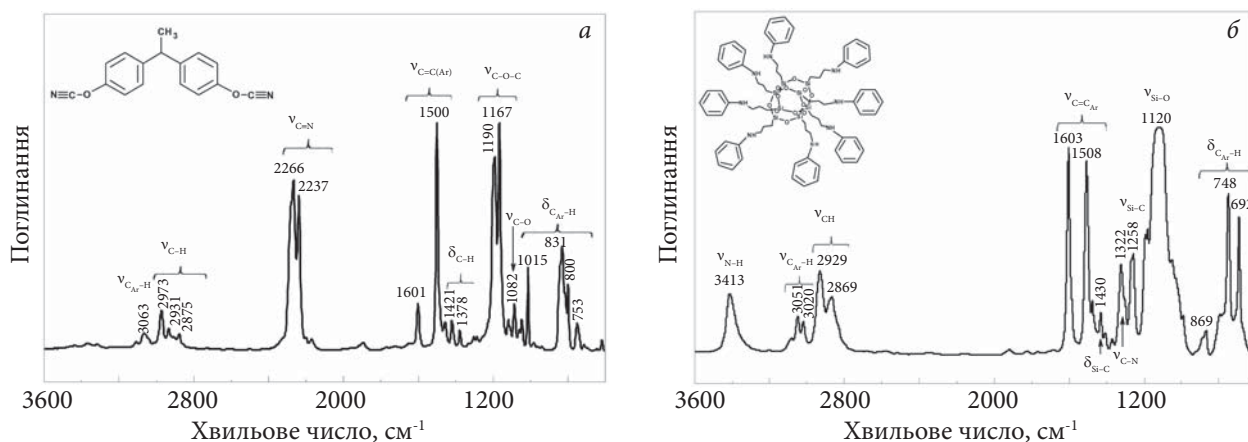 а
CH₃
N≡C-O
O-C≡N
ν_C≡N
2266
2237
ν_C=C(Ar)
1500
ν_C-O-C
1190
1167
ν_C-H
ν_C_Ar-H
3063
2973
2931
2875
1601
δ_C-H
1421
1378
ν_C-O
1082
1015
δ_C_Ar-H
831
800
753
Поглинання
3600 2800 2000 1200
Хвильове число, см⁻¹
б
ν_N-H
3413
ν_C_Ar-H
3051
3020
ν_CH
2929
2869
ν_C=C_Ar
1603
1508
1430
δ_Si-C
ν_Si-C
1322
1258
ν_C-N
ν_Si-O
1120
869
δ_C_Ar-H
748
Поглинання
3600 2800 2000 1200
Хвильове число, см⁻¹